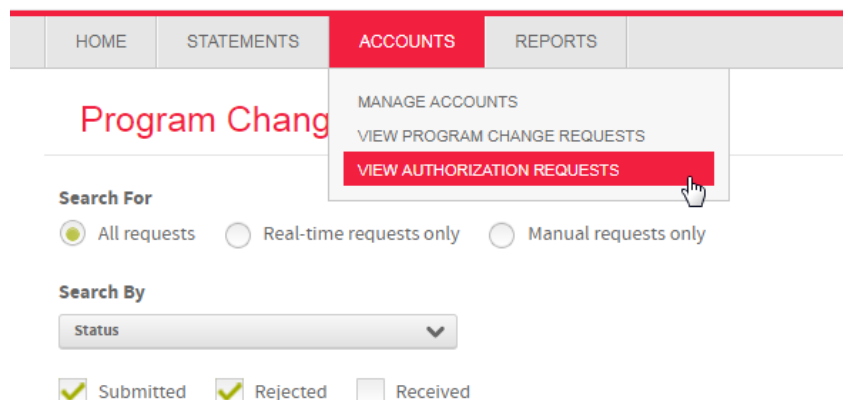 HOME STATEMENTS ACCOUNTS REPORTS
MANAGE ACCOUNTS
Program Chang
VIEW PROGRAM CHANGE REQUESTS
VIEW AUTHORIZATION REQUESTS
Search For
All requests Real-time requests only Manual requests only
Search By
Status
Submitted Rejected Received